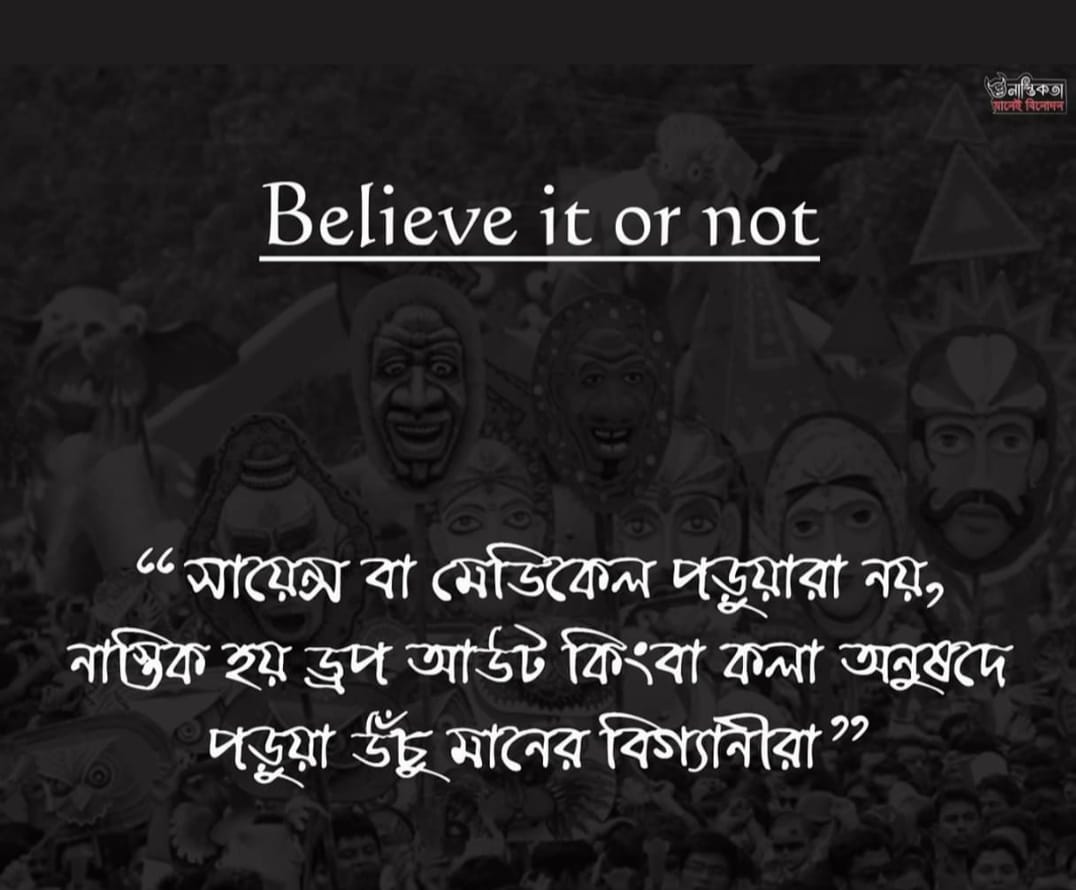 নাস্তিকতা
মানেই বিনোদন
Believe it or not
“ সায়েন্স বা মেডিকেল পড়ুয়ারা নয়,
নাস্তিক হয় ড্রপ আউট কিংবা কলা অনুষদে
পড়ুয়া উঁচু মানের বিগ্যানীরা ”